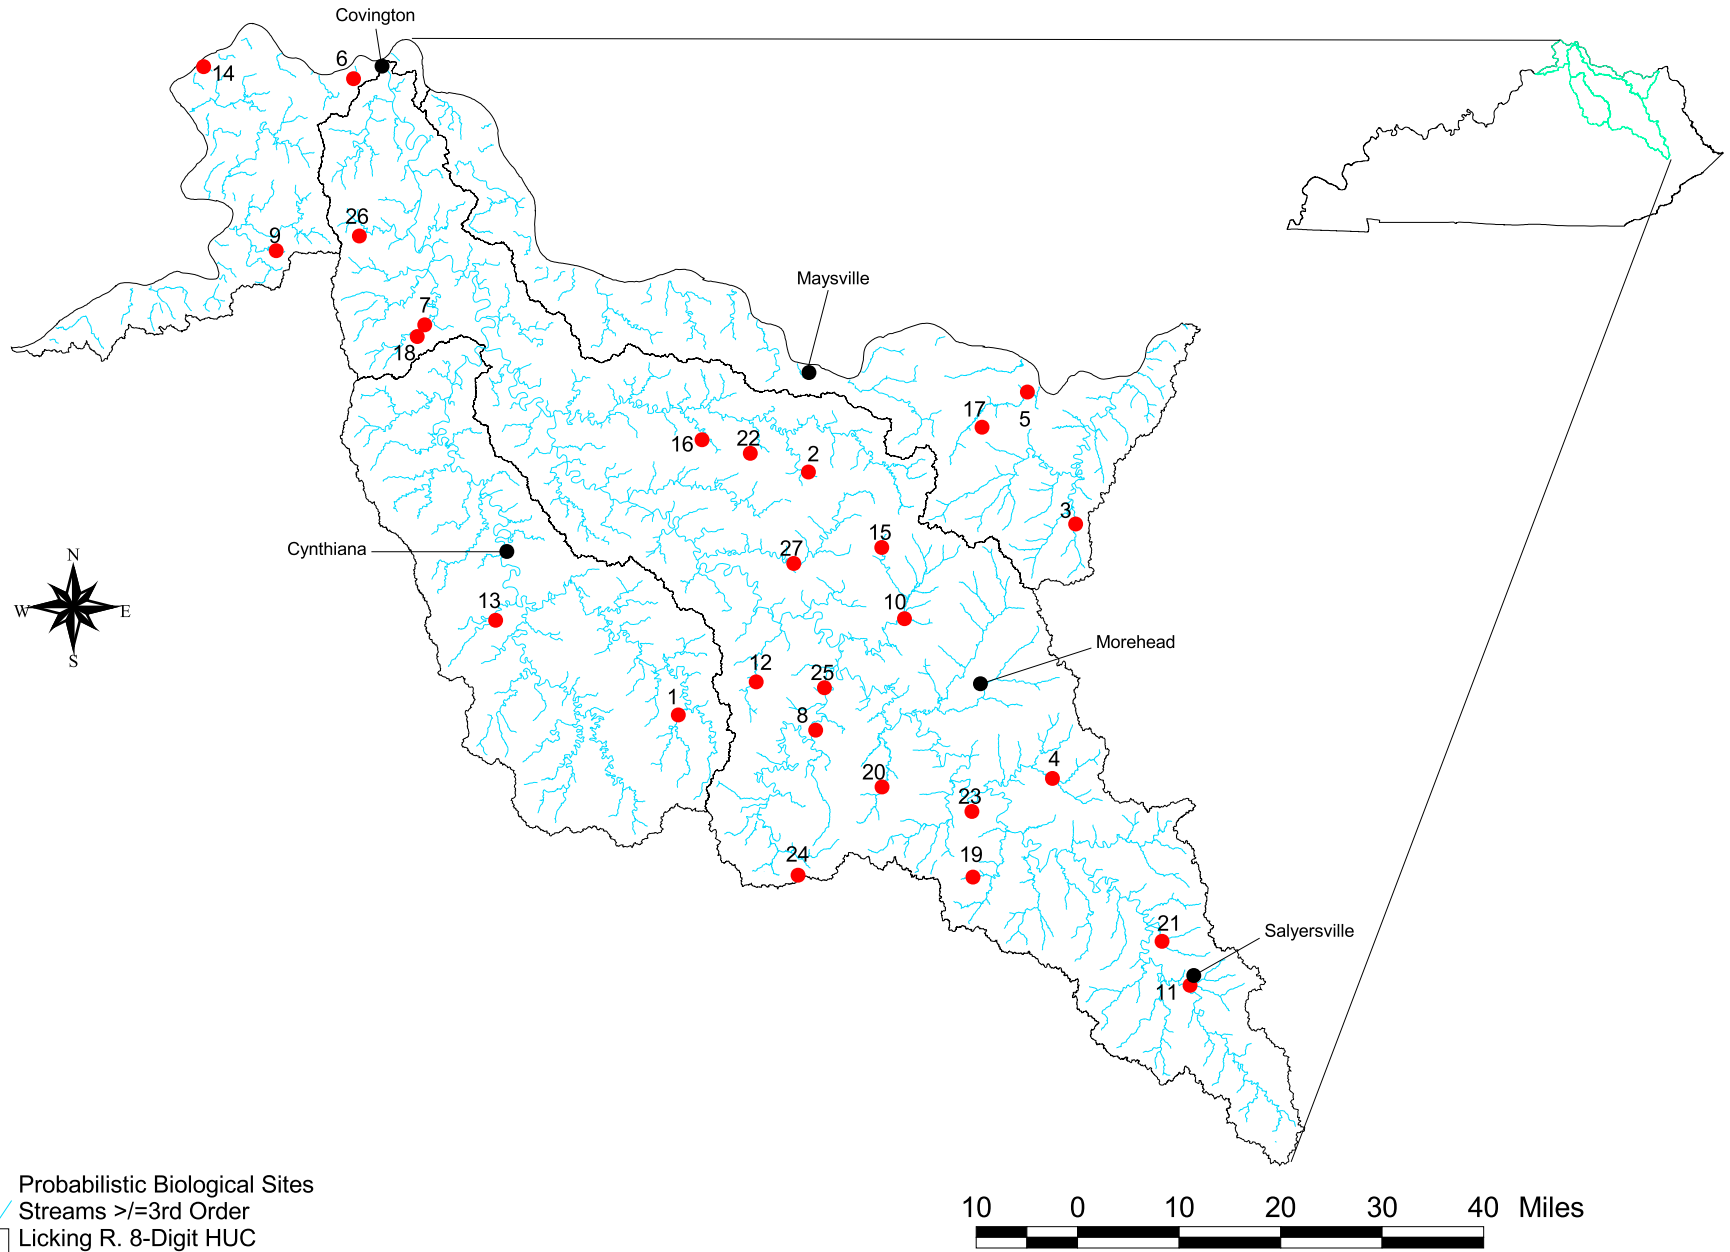 Covington
6
14
26
9
Maysville
7
18
17
5
16
22
2
3
15
Cynthiana
27
N
W
E
S
13
10
Morehead
12
25
1
8
4
20
23
24
19
21
Salyersville
11
Probabilistic Biological Sites
Streams >/=3rd Order
Licking R. 8-Digit HUC
10 0 10 20 30 40 Miles